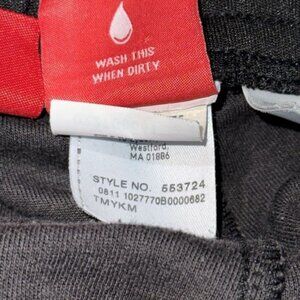 WASH THIS
WHEN DIRTY
Westford,
MA 01886
STYLE NO. 553724
0811 1027770B0000682
TMYKM